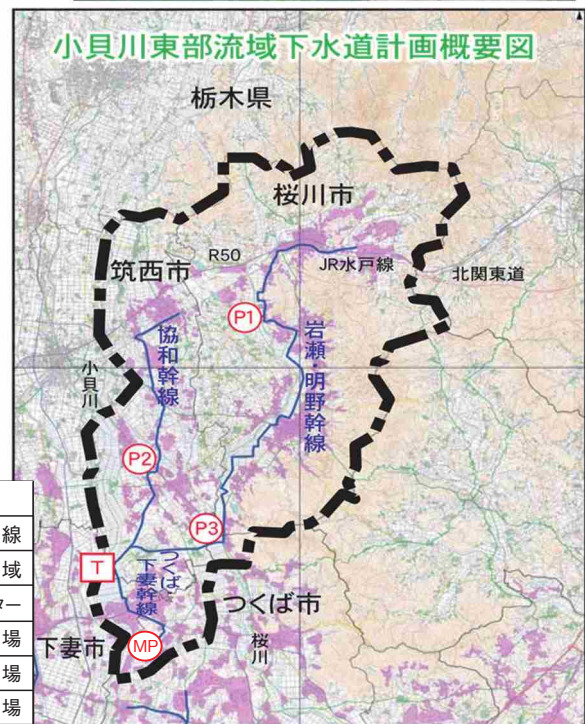 小貝川東部流域下水道計画概要図
栃木県
桜川市
R50
JR水戸線
筑西市
北関東道
P1
協和幹線
岩瀬・明野幹線
小貝川
P2
P3
線
域
ター
場
場
場
T
つくば
下妻幹線
つくば市
下妻市
MP
桜川